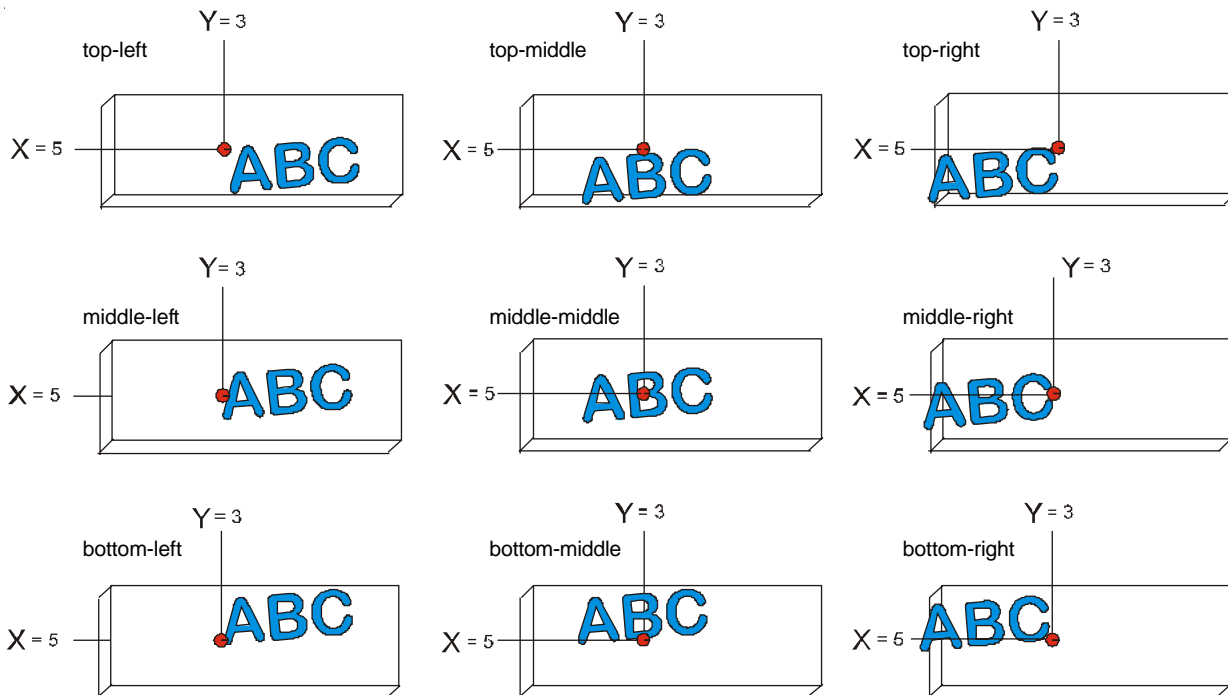 Y = 3 Y = 3 Y = 3
top-left top-middle top-right
X = 5 X = 5 X = 5
ABC ABC ABC
Y = 3 Y = 3 Y = 3
middle-left middle-middle middle-right
X = 5 X = 5 X = 5
ABC ABC ABC
Y = 3 Y = 3 Y = 3
bottom-left bottom-middle bottom-right
ABC ABC ABC
X = 5 X = 5 X = 5